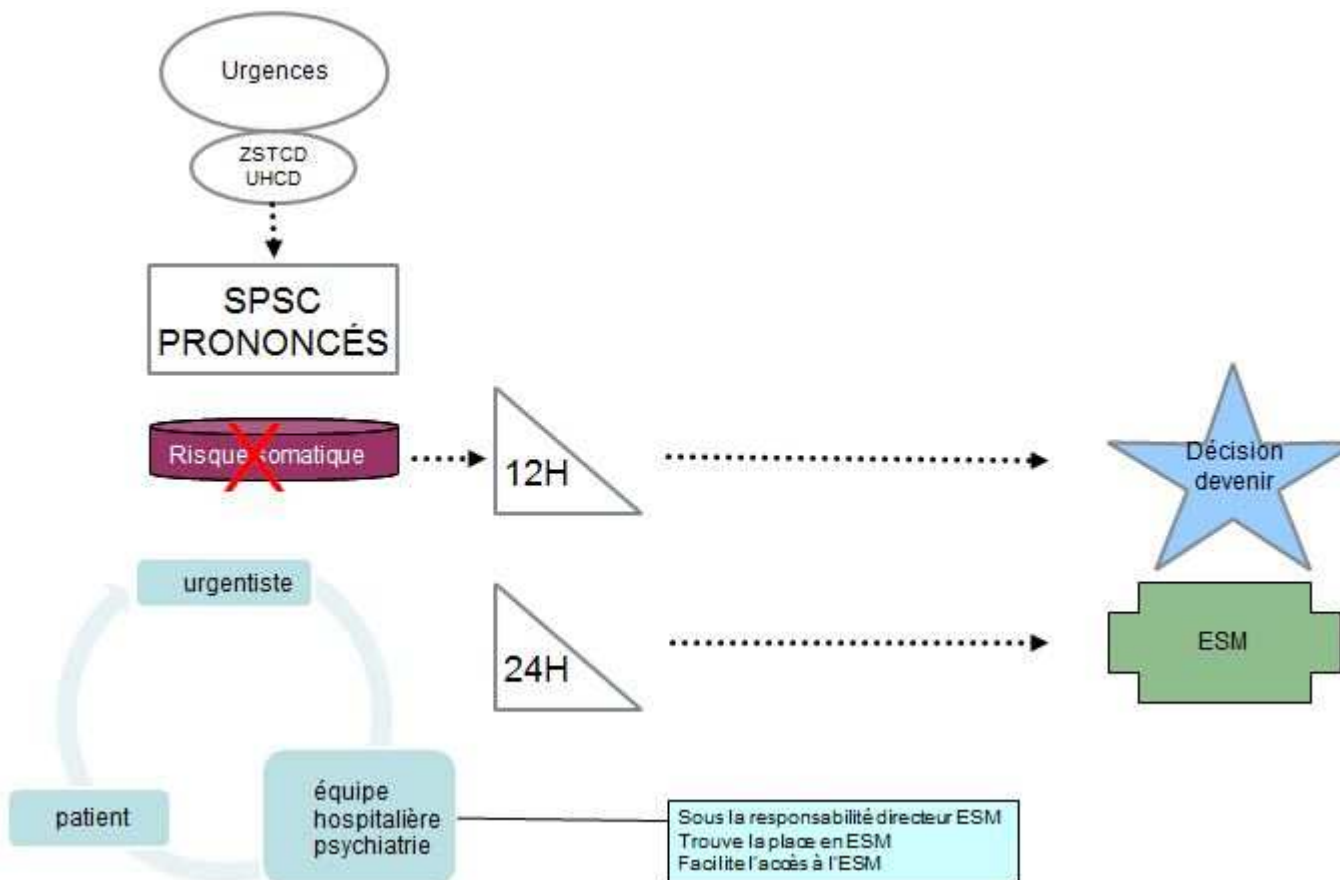 Urgences
ZSTCD
UHCD
SPSC
PRONONCÉS
Risque somatique
12H
Décision
devenir
urgentiste
24H
ESM
patient
équipe
hospitalière
psychiatrie
Sous la responsabilité directeur ESM
Trouve la place en ESM
Facilite l'accès à l'ESM